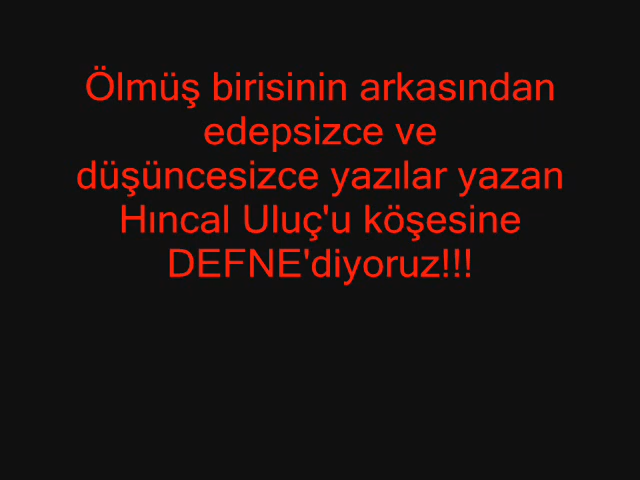 Ölmüş birisinin arkasından
edepsizce ve
düşüncesizce yazılar yazan
Hıncal Uluç'u köşesine
DEFNE'diyoruz!!!